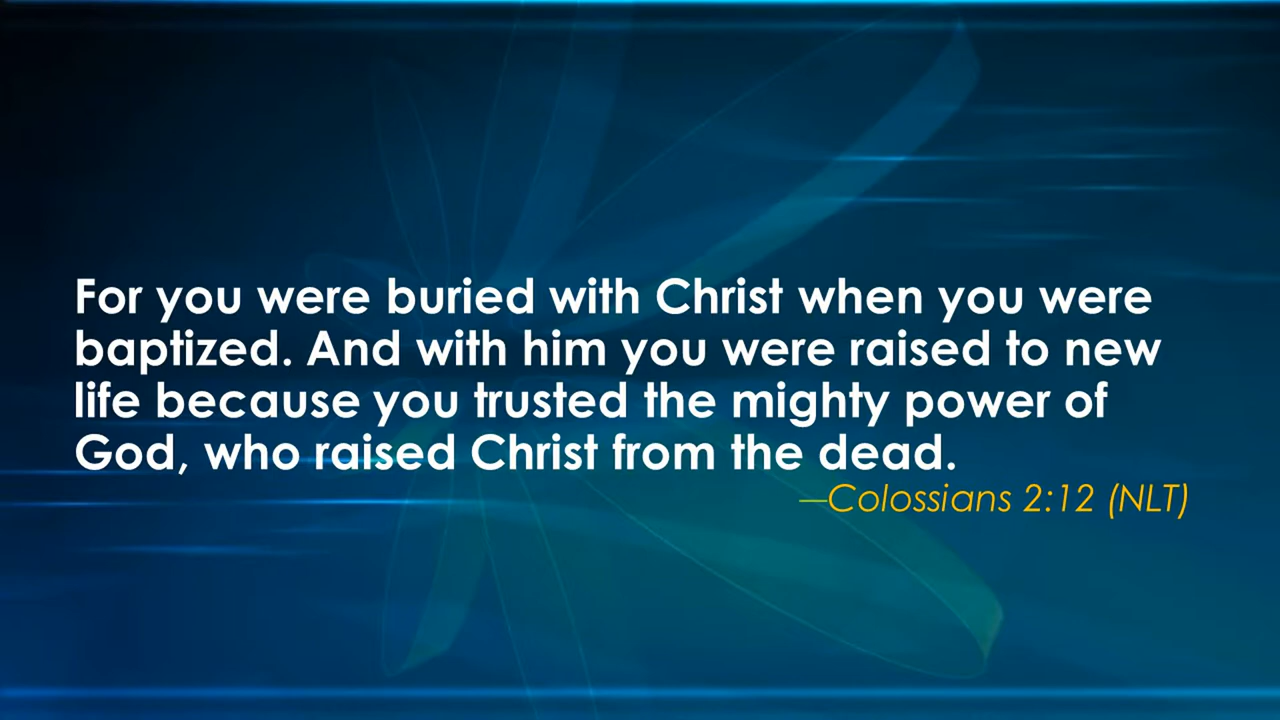 For you were buried with Christ when you were
baptized. And with him you were raised to new
life because you trusted the mighty power of
God, who raised Christ from the dead.
—Colossians 2:12 (NLT)